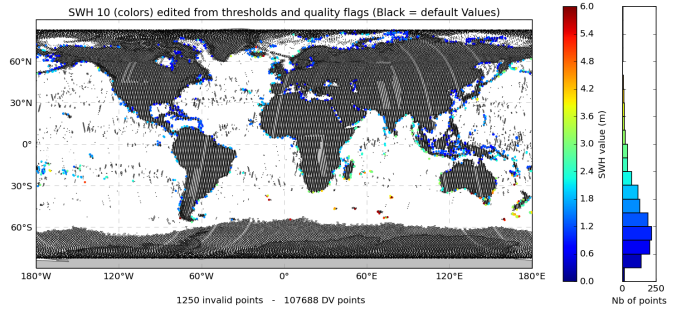 SWH 10 (colors) edited from thresholds and quality flags (Black = default Values)
60°N
30°N
0°
30°S
60°S
180°W 120°W 60°W 0° 60°E 120°E 180°E
1250 invalid points - 107688 DV points
6.0
5.4
4.8
4.2
3.6
3.0
2.4
1.8
1.2
0.6
0.0
SWH value (m)
0 250
Nb of points